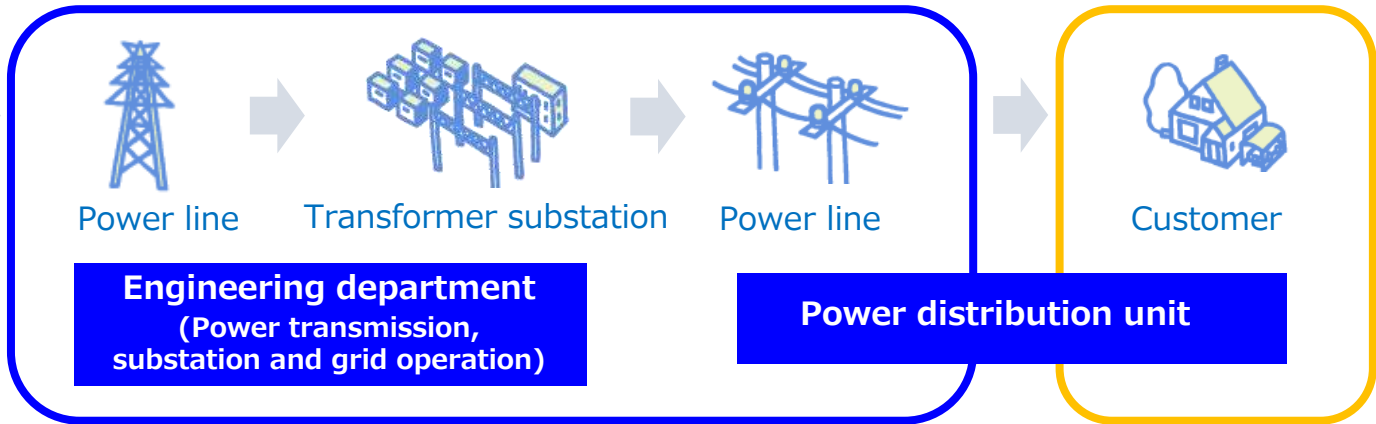 Power line
Transformer substation
Power line
Customer
Engineering department
(Power transmission,
substation and grid operation)
Power distribution unit